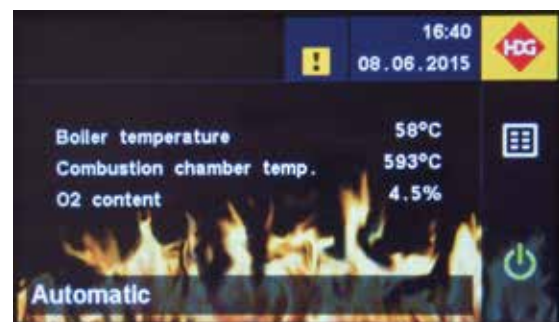 16:40
08.06.2015
HDG
Boiler temperature 58°C
Combustion chamber temp. 593°C
O2 content 4.5%
Automatic